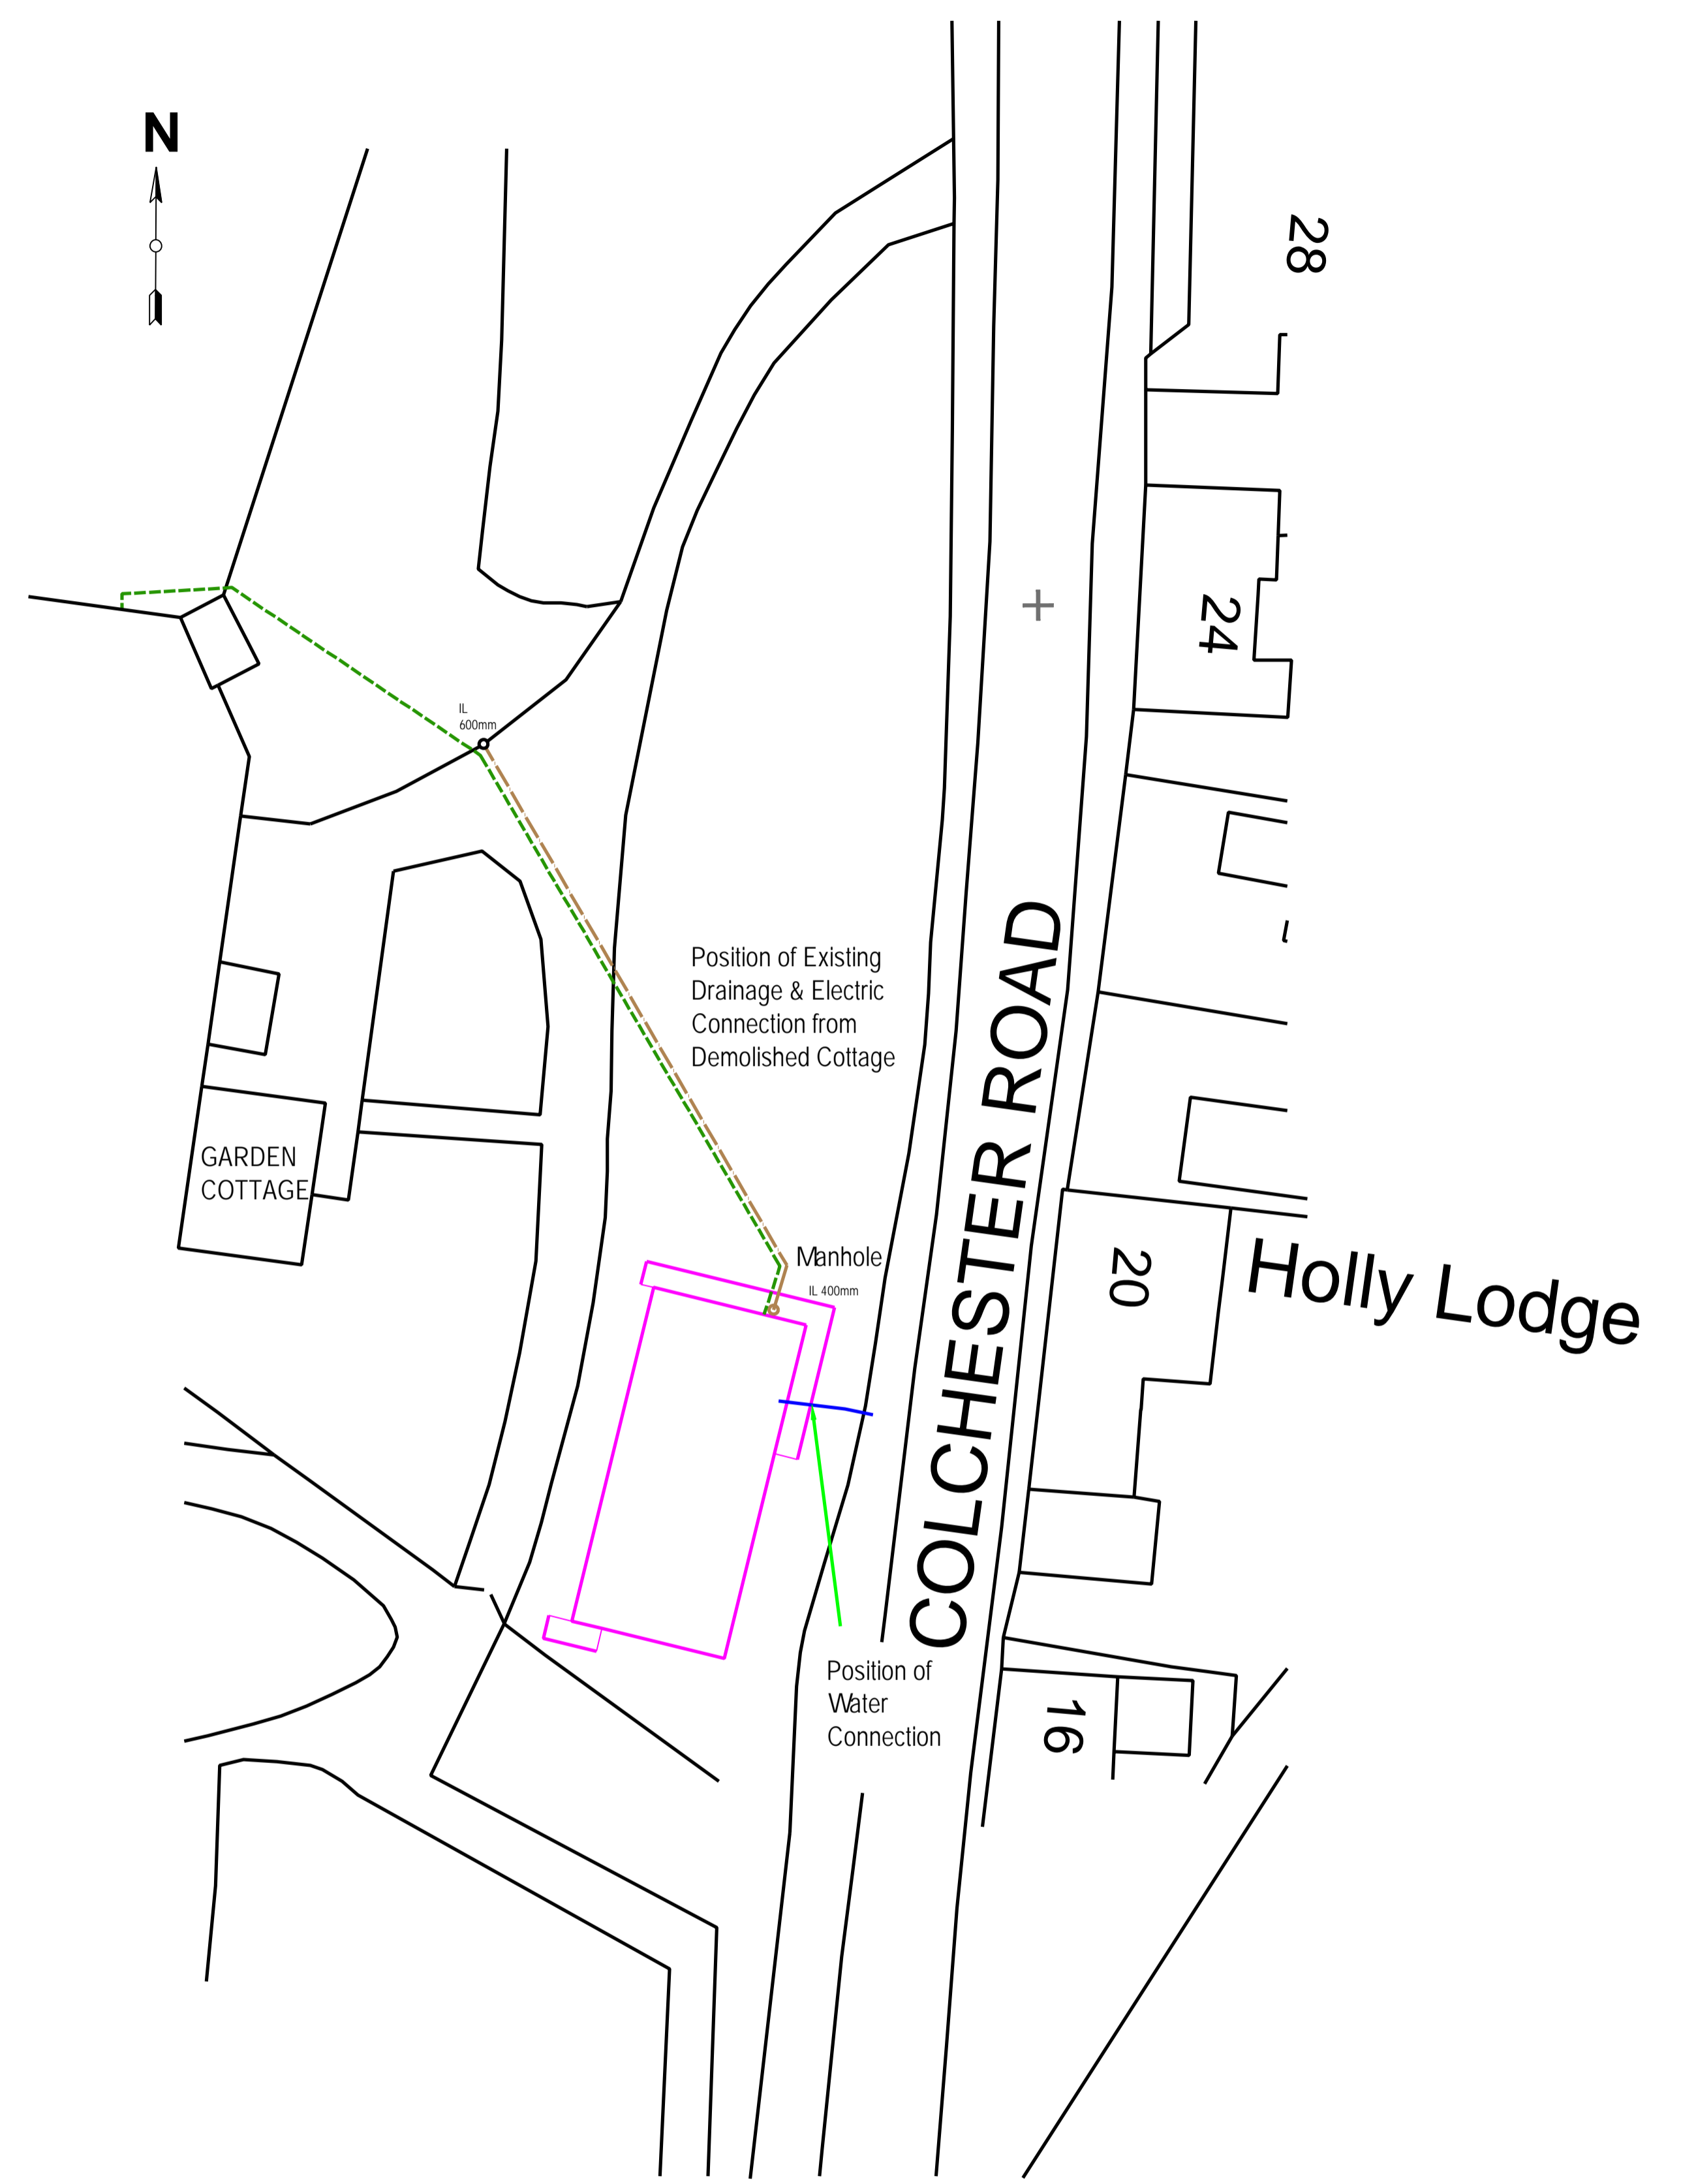 N
28
24
IL
600mm
Position of Existing
Drainage & Electric
Connection from
Demolished Cottage
COLCHESTER ROAD
GARDEN
COTTAGE
Manhole
IL 400mm
20
Holly Lodge
Position of
Water
Connection
16